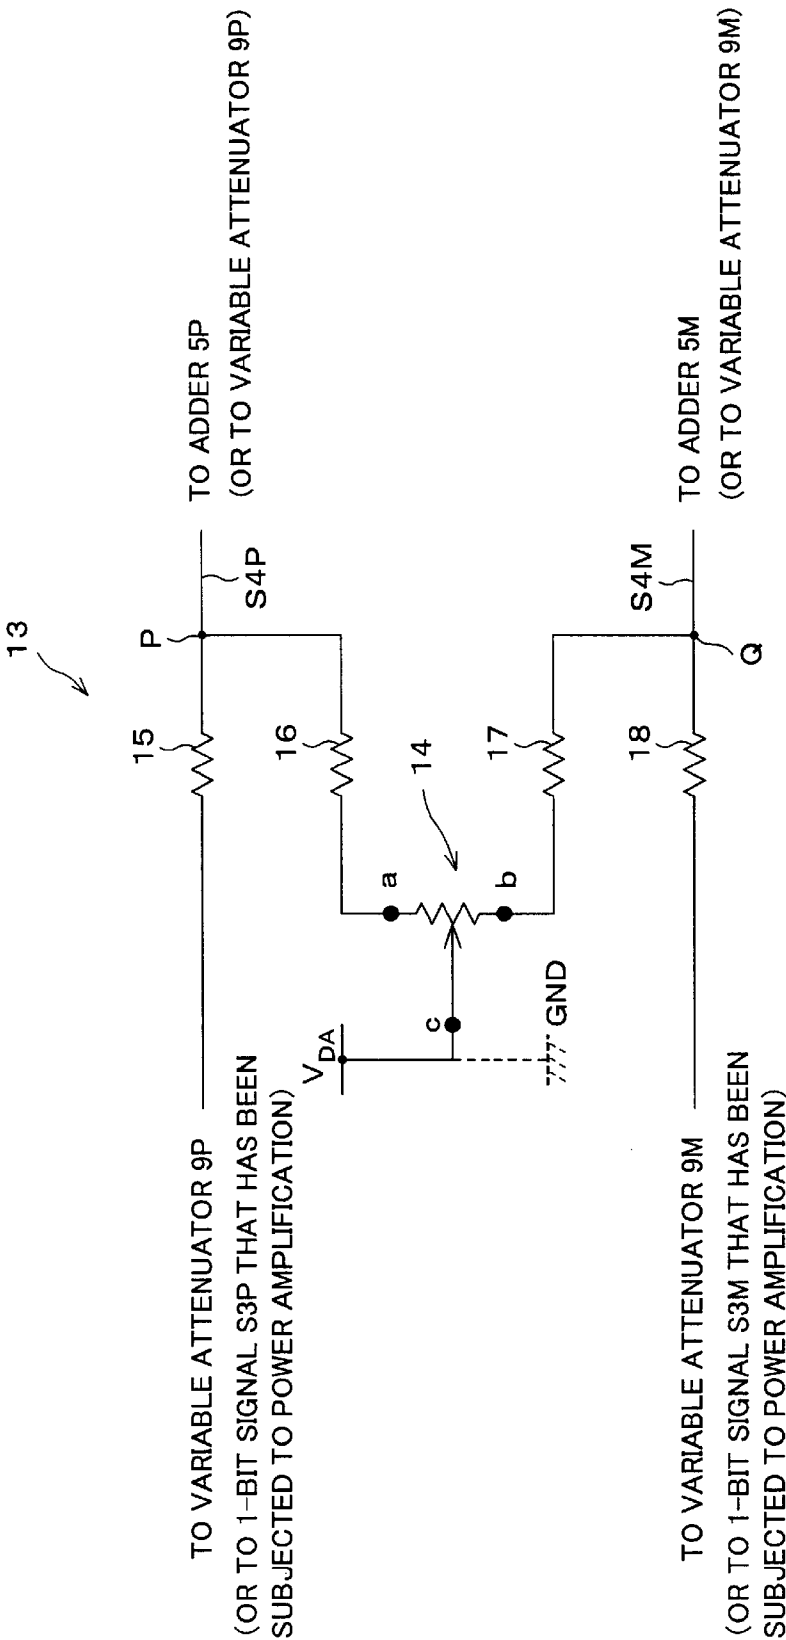 13
TO VARIABLE ATTENUATOR 9P
(OR TO 1-BIT SIGNAL S3P THAT HAS BEEN
SUBJECTED TO POWER AMPLIFICATION)
15
P
S4P
TO ADDER 5P
(OR TO VARIABLE ATTENUATOR 9P)
16
VDA
a
14
c
b
GND
17
TO VARIABLE ATTENUATOR 9M
(OR TO 1-BIT SIGNAL S3M THAT HAS BEEN
SUBJECTED TO POWER AMPLIFICATION)
18
Q
S4M
TO ADDER 5M
(OR TO VARIABLE ATTENUATOR 9M)